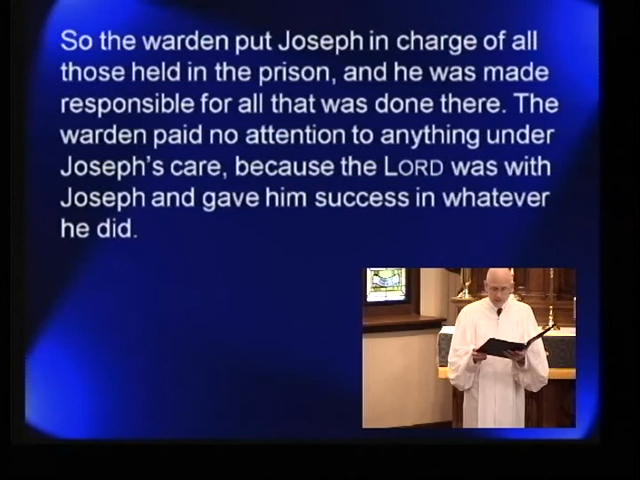 So the warden put Joseph in charge of all
those held in the prison, and he was made
responsible for all that was done there. The
warden paid no attention to anything under
Joseph's care, because the LORD was with
Joseph and gave him success in whatever
he did.